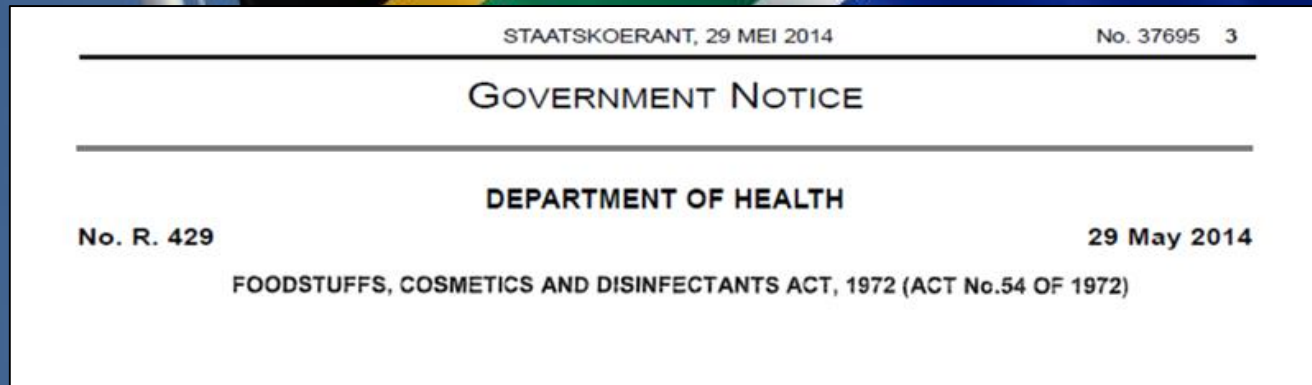 STAATSKOERANT, 29 MEI 2014 No. 37695 3
GOVERNMENT NOTICE
DEPARTMENT OF HEALTH
No. R. 429 29 May 2014
FOODSTUFFS, COSMETICS AND DISINFECTANTS ACT, 1972 (ACT No.54 OF 1972)